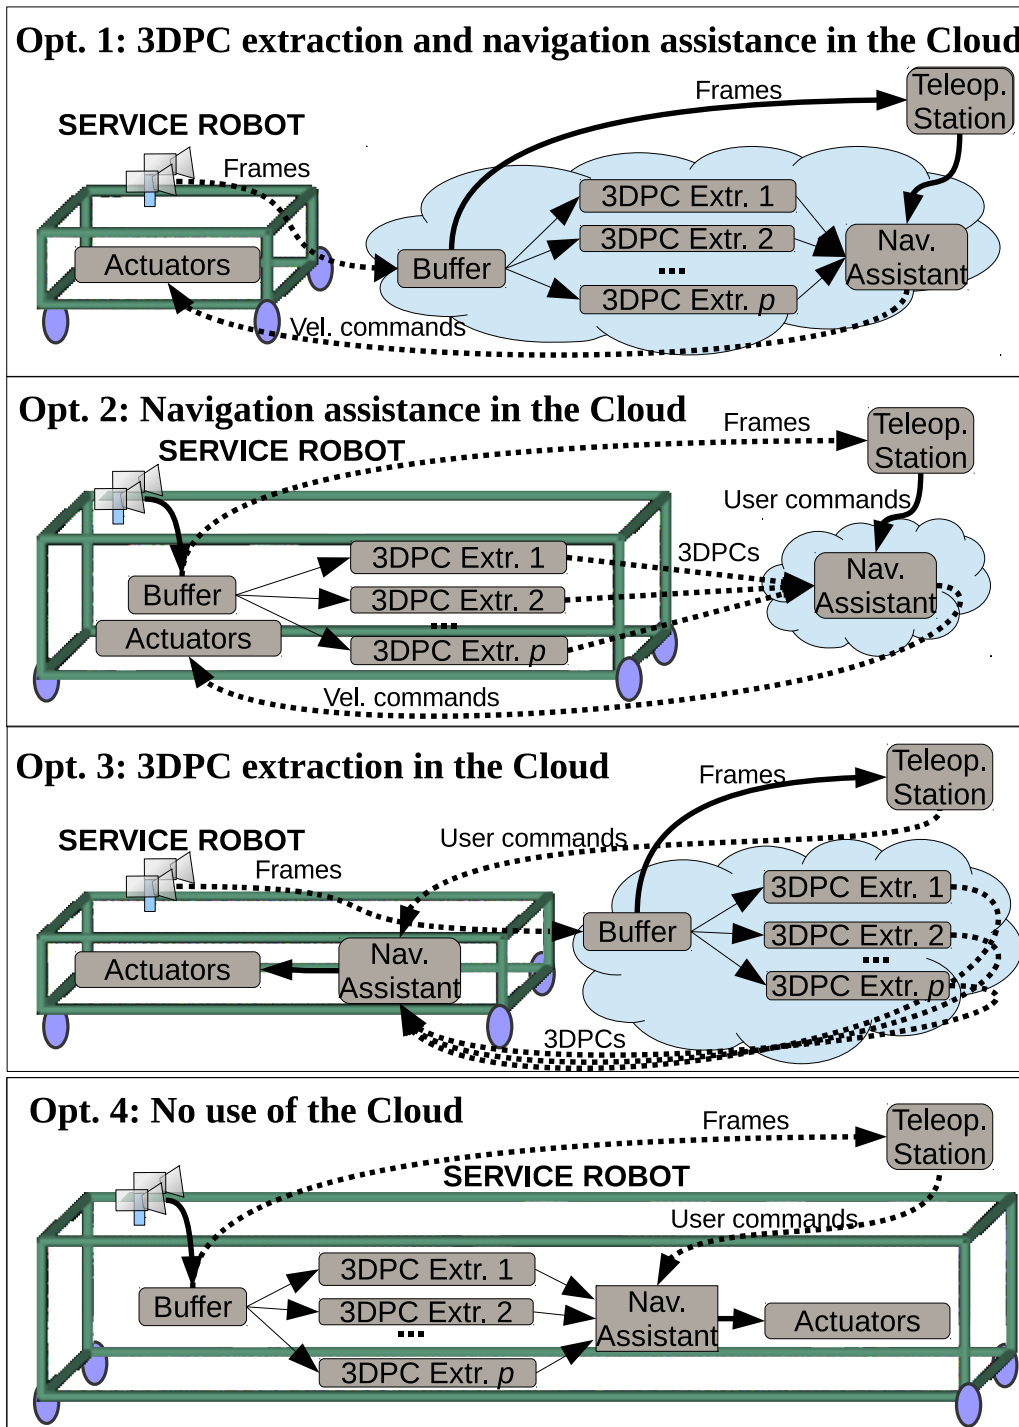 Opt. 1: 3DPC extraction and navigation assistance in the Cloud
Frames
Teleop.
Station
SERVICE ROBOT
Frames
3DPC Extr. 1
3DPC Extr. 2
...
3DPC Extr. p
Buffer
Nav.
Assistant
Actuators
Vel. commands
Opt. 2: Navigation assistance in the Cloud
Frames
Teleop.
Station
SERVICE ROBOT
User commands
3DPC Extr. 1
3DPCs
3DPC Extr. 2
...
3DPC Extr. p
Buffer
Nav.
Assistant
Actuators
Vel. commands
Opt. 3: 3DPC extraction in the Cloud
Frames
Teleop.
Station
SERVICE ROBOT
User commands
Frames
3DPC Extr. 1
3DPC Extr. 2
...
3DPC Extr. p
Buffer
Nav.
Assistant
Actuators
3DPCs
Opt. 4: No use of the Cloud
Frames
Teleop.
Station
SERVICE ROBOT
User commands
3DPC Extr. 1
3DPC Extr. 2
...
3DPC Extr. p
Buffer
Nav.
Assistant
Actuators